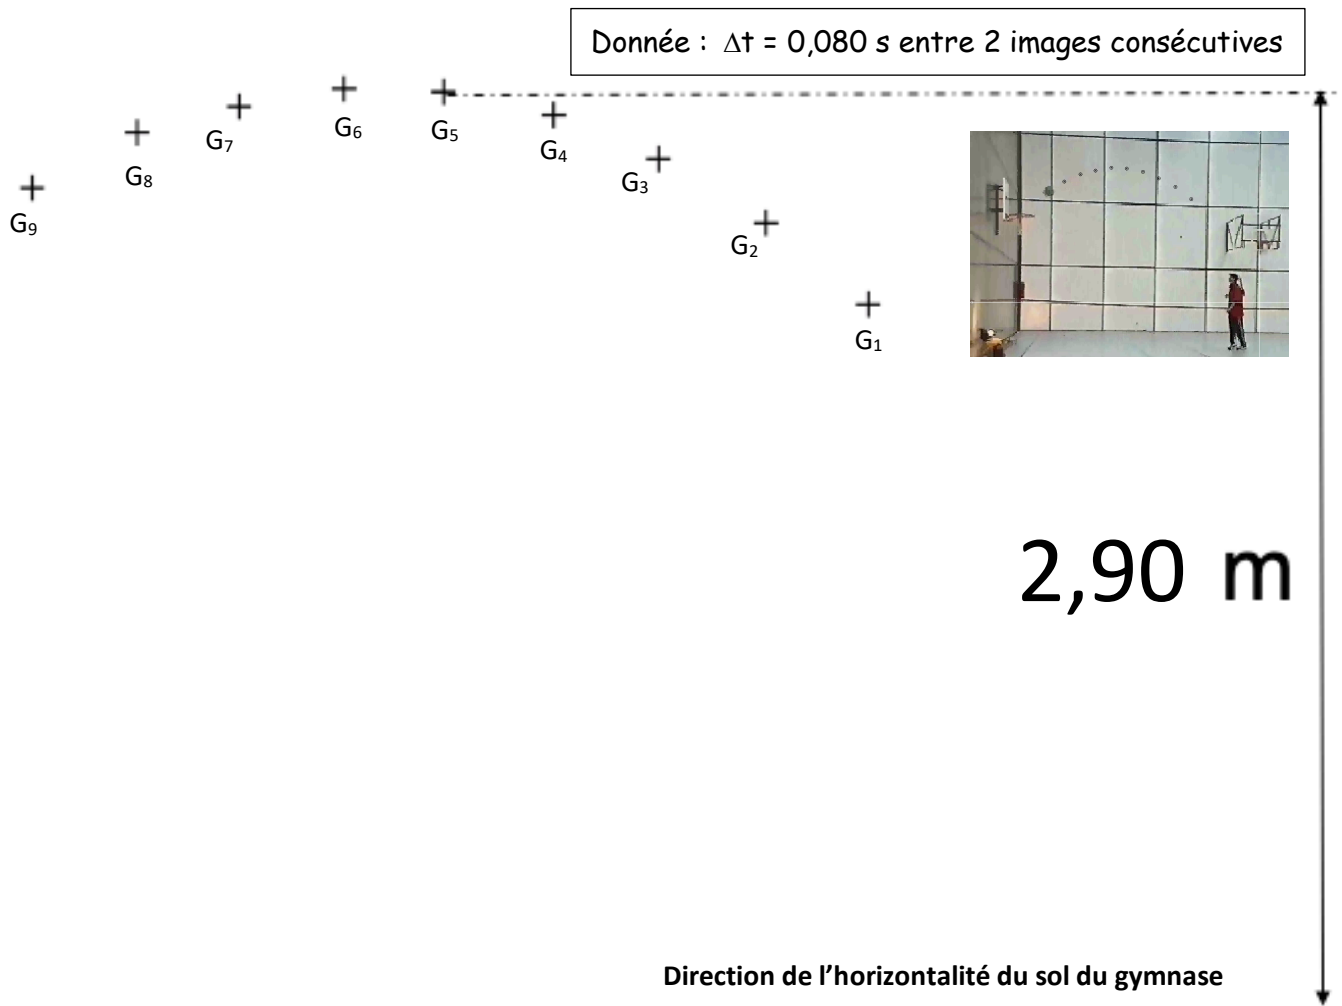 Donnée : Δt = 0,080 s entre 2 images consécutives
G₆
G₅
G₇
G₄
G₈
G₃
G₉
G₂
G₁
2,90 m
Direction de l’horizontalité du sol du gymnase